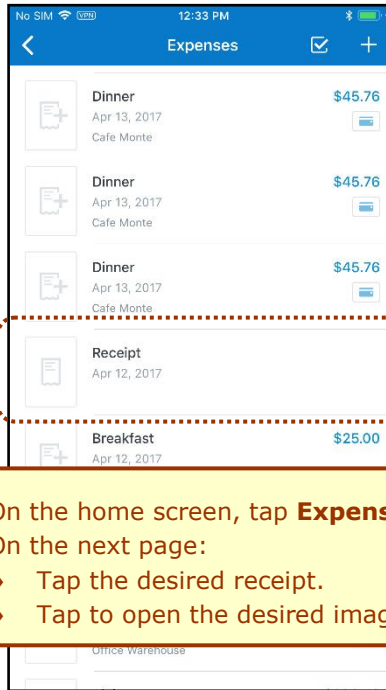 No SIM VPN 12:33 PM
Expenses
Dinner $45.76
Apr 13, 2017
Cafe Monte
Dinner $45.76
Apr 13, 2017
Cafe Monte
Dinner $45.76
Apr 13, 2017
Cafe Monte
Receipt
Apr 12, 2017
Breakfast $25.00
Apr 12, 2017
On the home screen, tap Expens
On the next page:
Tap the desired receipt.
Tap to open the desired imag
Office Warehouse